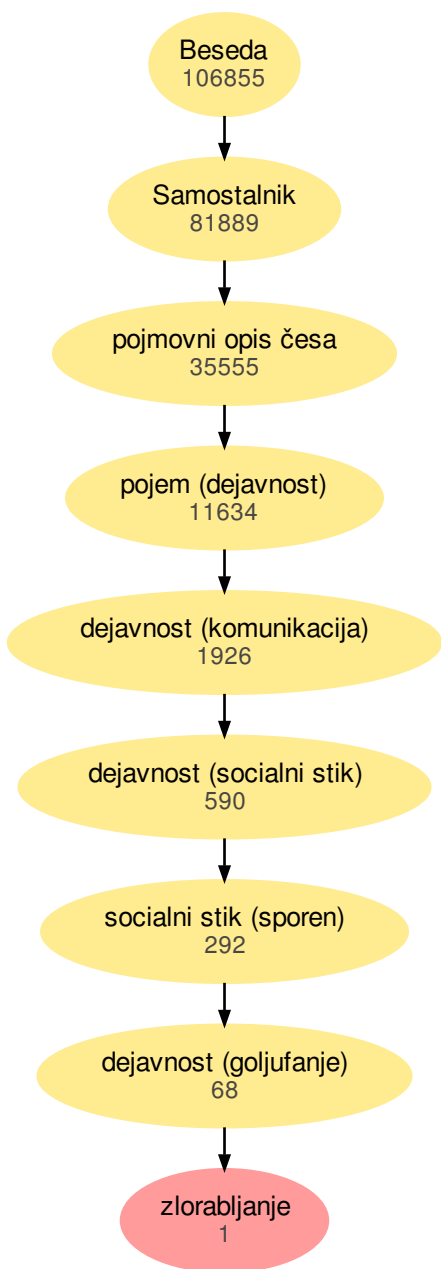 Beseda
106855
Samostalnik
81889
pojmovni opis česa
35555
pojem (dejavnost)
11634
dejavnost (komunikacija)
1926
dejavnost (socialni stik)
590
socialni stik (sporen)
292
dejavnost (goljufanje)
68
zlorabljanje
1